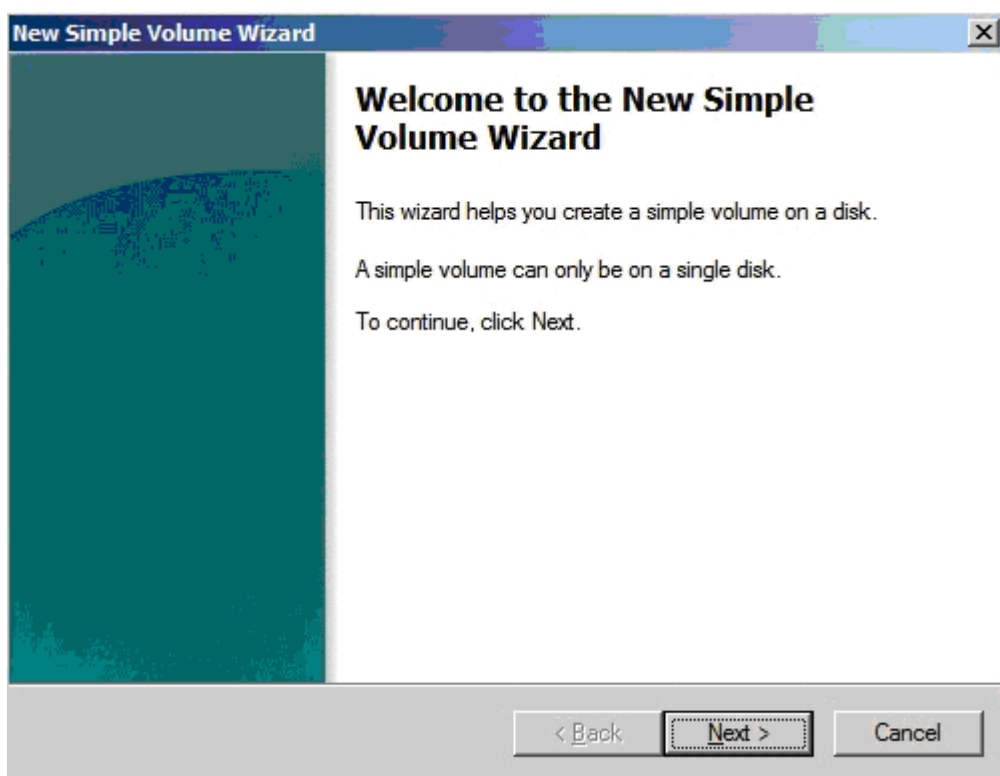 New Simple Volume Wizard
Welcome to the New Simple
Volume Wizard
This wizard helps you create a simple volume on a disk.
A simple volume can only be on a single disk.
To continue, click Next.
< Back
Next >
Cancel